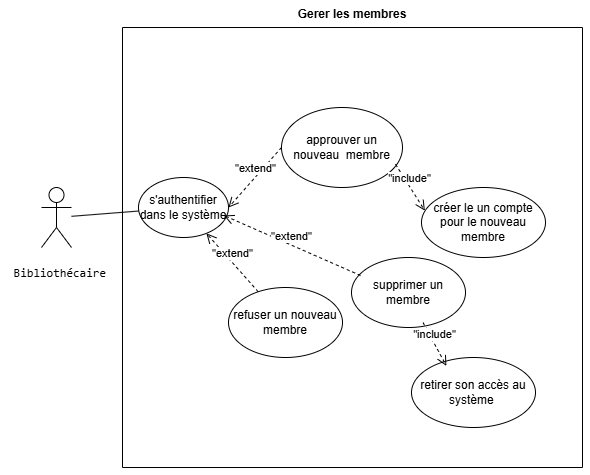 Gerer les membres
approuver un
nouveau membre
"extend"
"include"
s'authentifier
dans le système
créer le un compte
pour le nouveau
membre
"extend"
"extend"
Bibliothécaire
supprimer un
membre
refuser un nouveau
membre
"include"
retirer son accès au
système